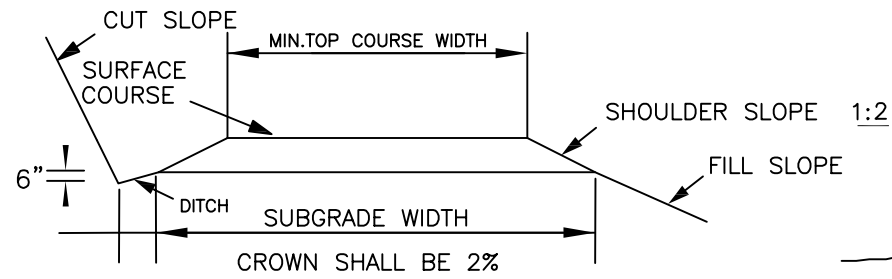 CUT SLOPE
MIN.TOP COURSE WIDTH
SURFACE
COURSE
SHOULDER SLOPE 1:2
FILL SLOPE
6"
DITCH
SUBGRADE WIDTH
CROWN SHALL BE 2%